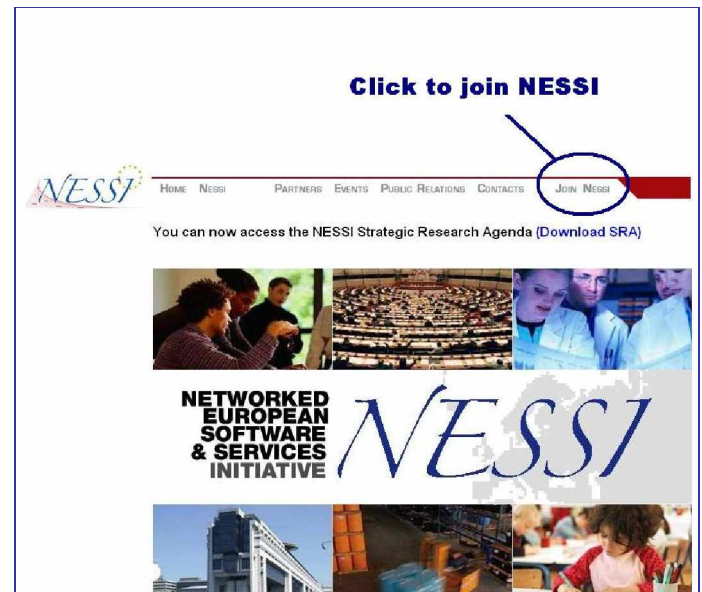 Click to join NESSI
NESSI
HOME NESSI PARTNERS EVENTS PUBLIC RELATIONS CONTACTS JOIN NESSI
You can now access the NESSI Strategic Research Agenda (Download SRA)
NETWORKED
EUROPEAN
SOFTWARE
& SERVICES
INITIATIVE
NESSI